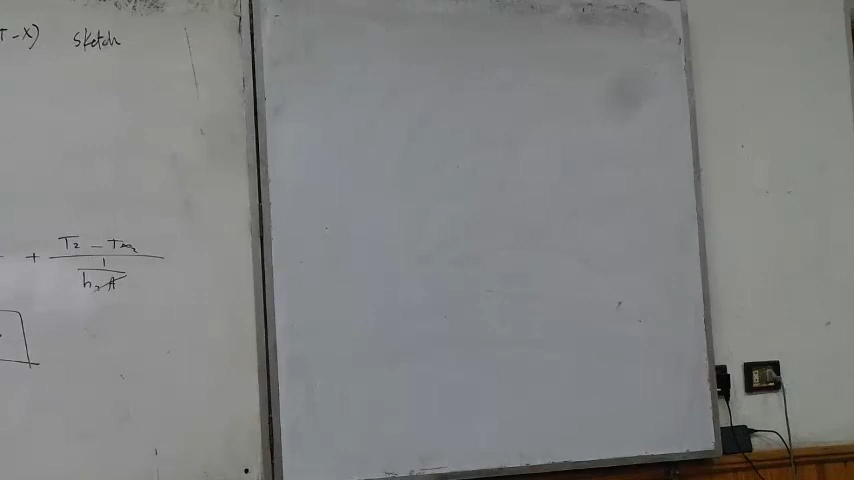 T-x) sketch
+ (T₂ - T∞₂) / (1 / (h₂A))